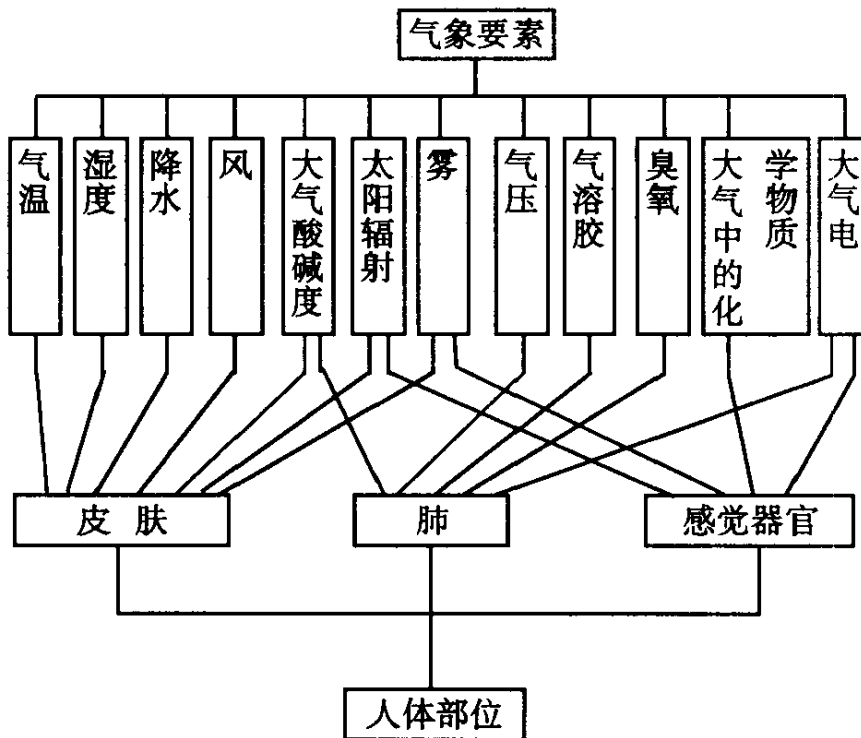 气象要素
气温
湿度
降水
风
大气酸碱度
太阳辐射
雾
气压
气溶胶
臭氧
大气中的化
学物质
大气电
皮肤
肺
感觉器官
人体部位